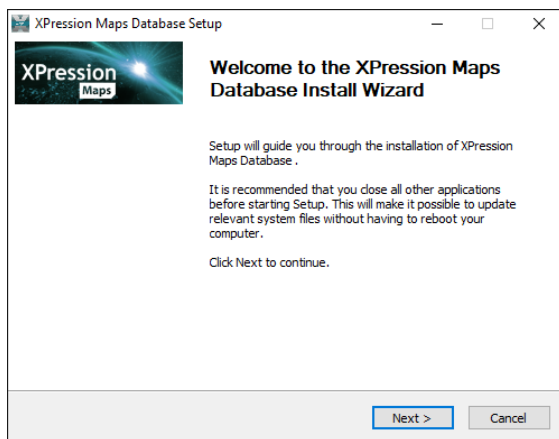 XPression Maps Database Setup
XPression
Maps
Welcome to the XPression Maps
Database Install Wizard
Setup will guide you through the installation of XPression
Maps Database .
It is recommended that you close all other applications
before starting Setup. This will make it possible to update
relevant system files without having to reboot your
computer.
Click Next to continue.
Next >
Cancel